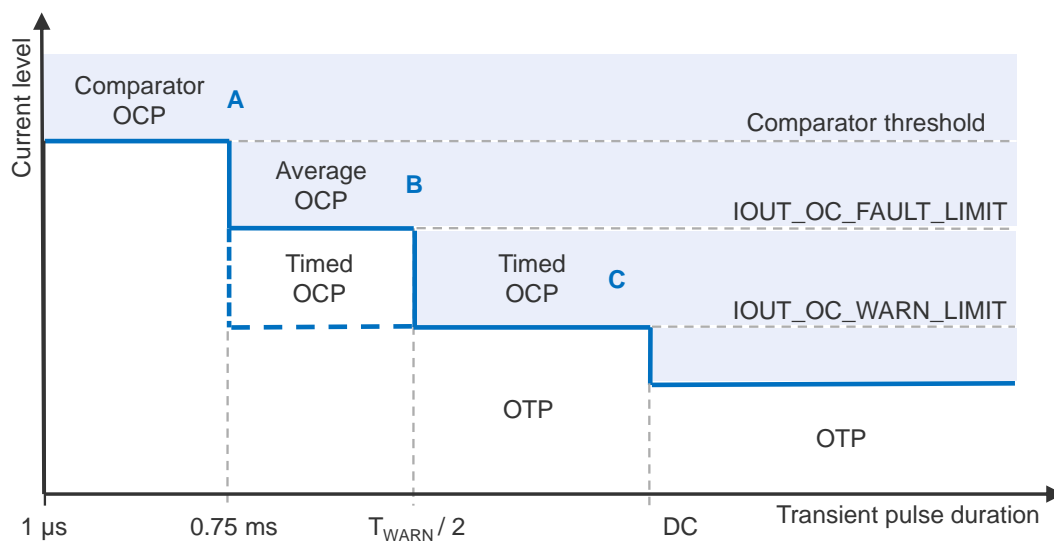 Current level
Comparator
OCP
A
Comparator threshold
Average
OCP
B
IOUT_OC_FAULT_LIMIT
Timed
OCP
Timed
OCP
C
IOUT_OC_WARN_LIMIT
OTP
OTP
1 µs
0.75 ms
TWARN / 2
DC
Transient pulse duration